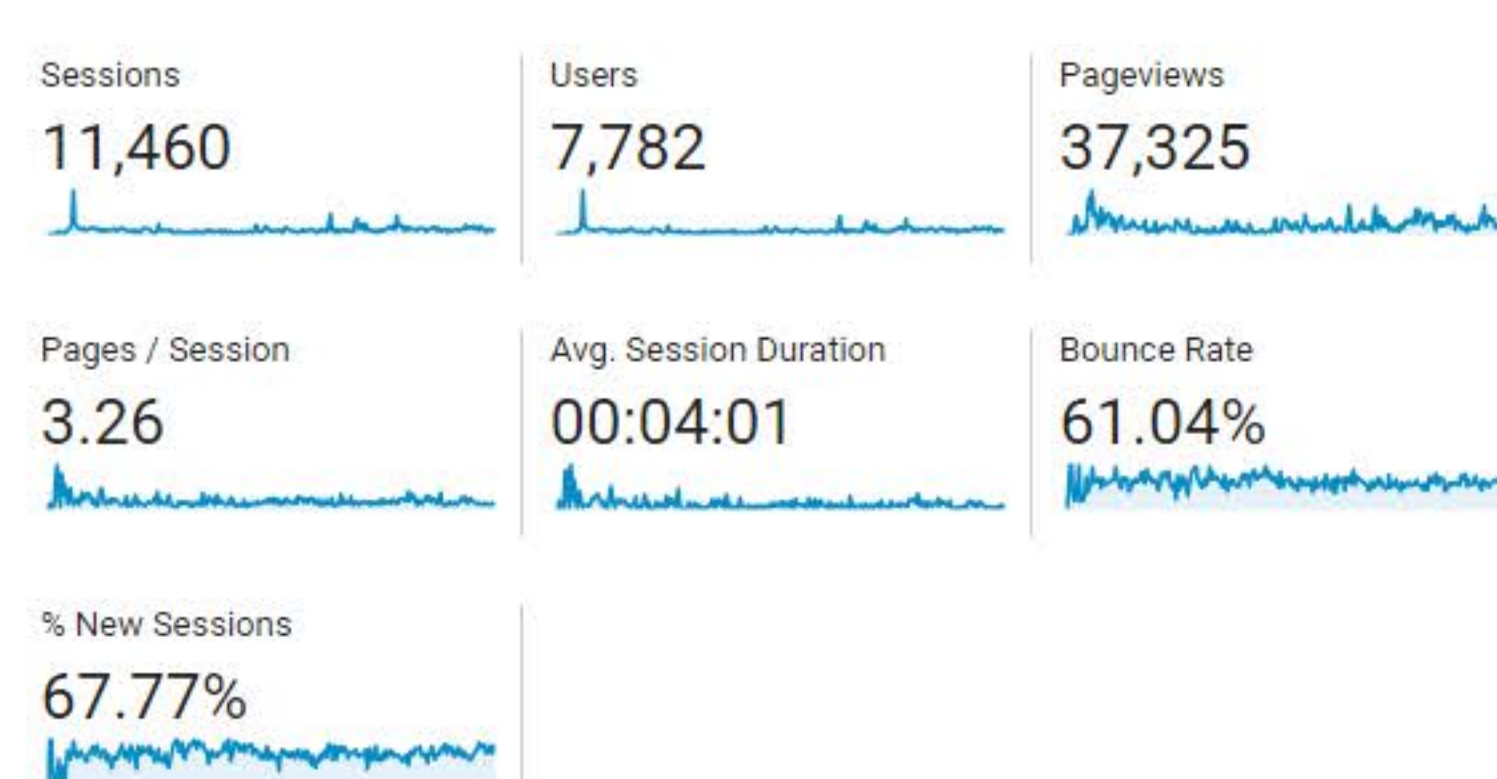 Sessions
11,460
Users
7,782
Pageviews
37,325
Pages / Session
3.26
Avg. Session Duration
00:04:01
Bounce Rate
61.04%
% New Sessions
67.77%